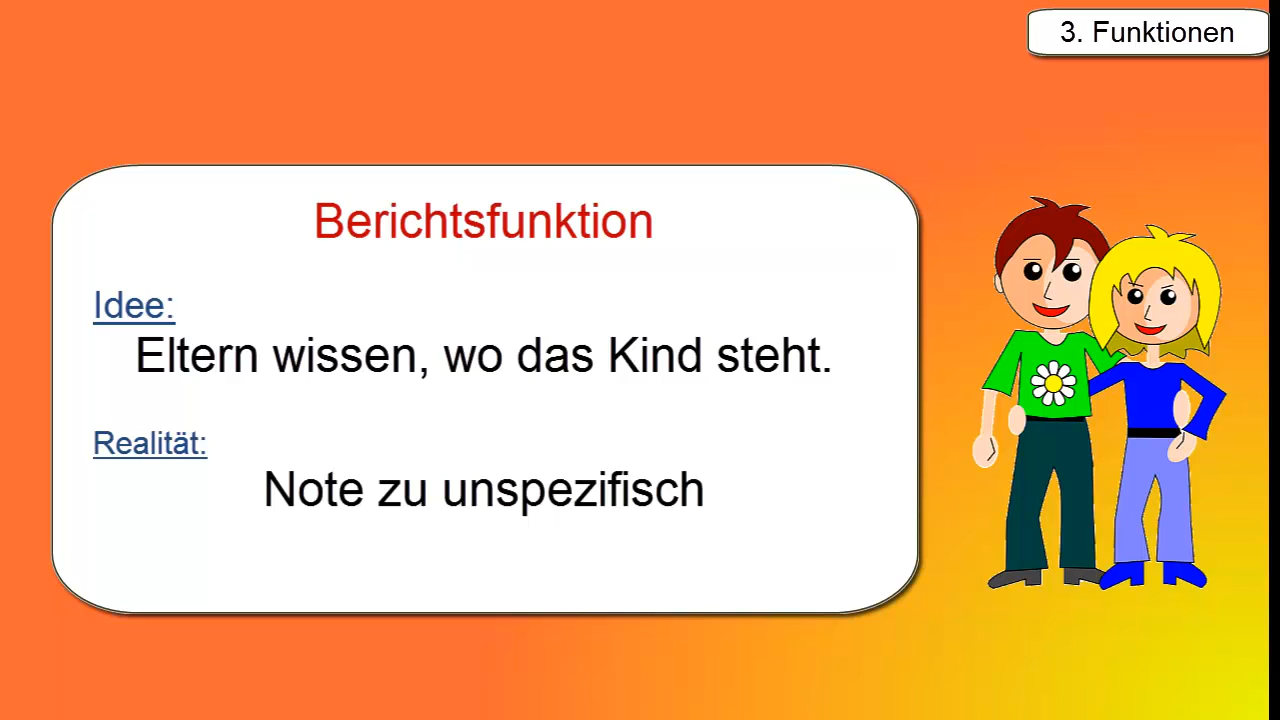 3. Funktionen
Berichtsfunktion
Idee:
Eltern wissen, wo das Kind steht.
Realität:
Note zu unspezifisch